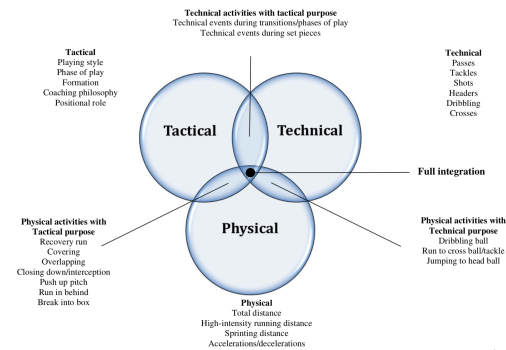 Technical activities with tactical purpose
Technical events during transitions/phases of play
Technical events during set pieces
Tactical
Playing style
Phase of play
Formation
Coaching philosophy
Positional role
Technical
Passes
Tackles
Shots
Headers
Dribbling
Crosses
Tactical
Technical
Full integration
Physical
Physical activities with
Tactical purpose
Recovery run
Covering
Overlapping
Closing down/interception
Push up pitch
Run in behind
Break into box
Physical activities with
Technical purpose
Dribbling ball
Run to cross ball/tackle
Jumping to head ball
Physical
Total distance
High-intensity running distance
Sprinting distance
Accelerations/decelerations